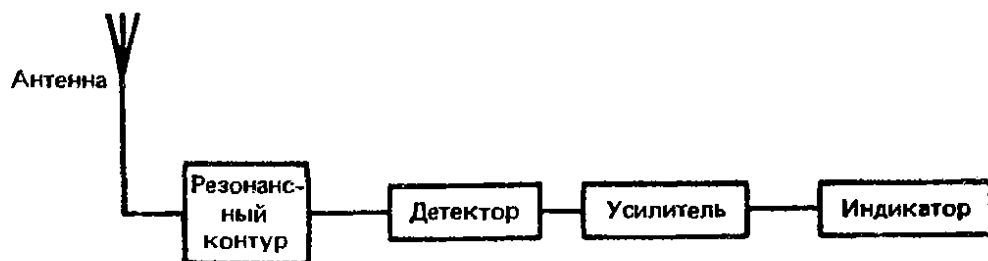 Антенна
Резонанс-
ный
контур
Детектор
Усилитель
Индикатор